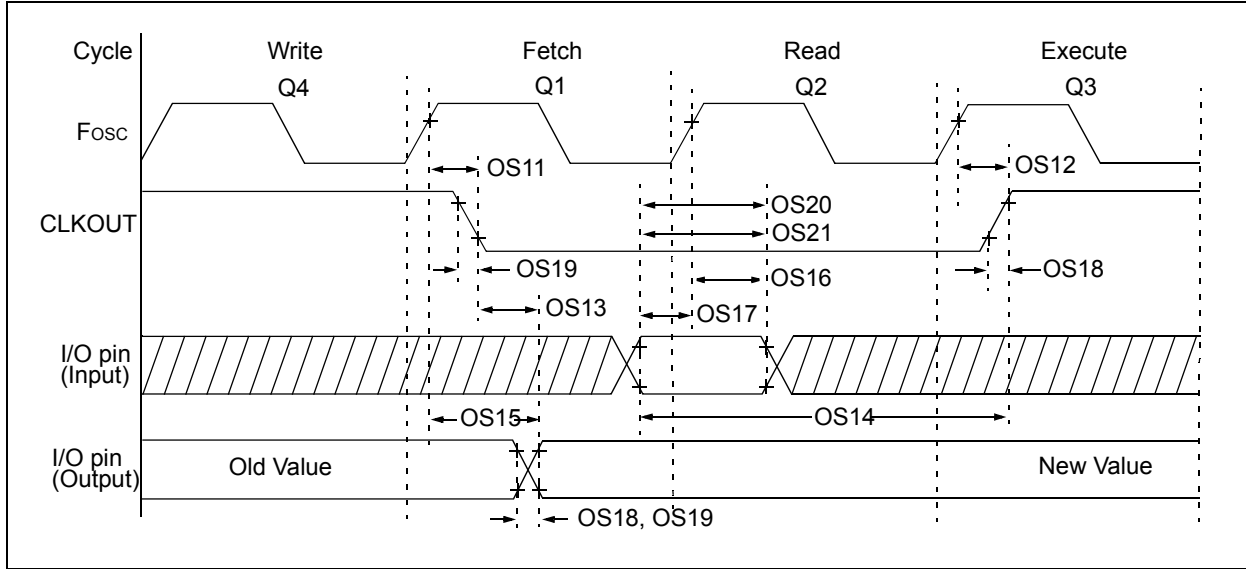 Cycle Write Fetch Read Execute
Q4 Q1 Q2 Q3
Fosc
OS11 OS12
OS20
CLKOUT
OS21
OS19 OS16 OS18
OS13 OS17
I/O pin
(Input)
OS15 OS14
I/O pin
(Output)
Old Value New Value
OS18, OS19